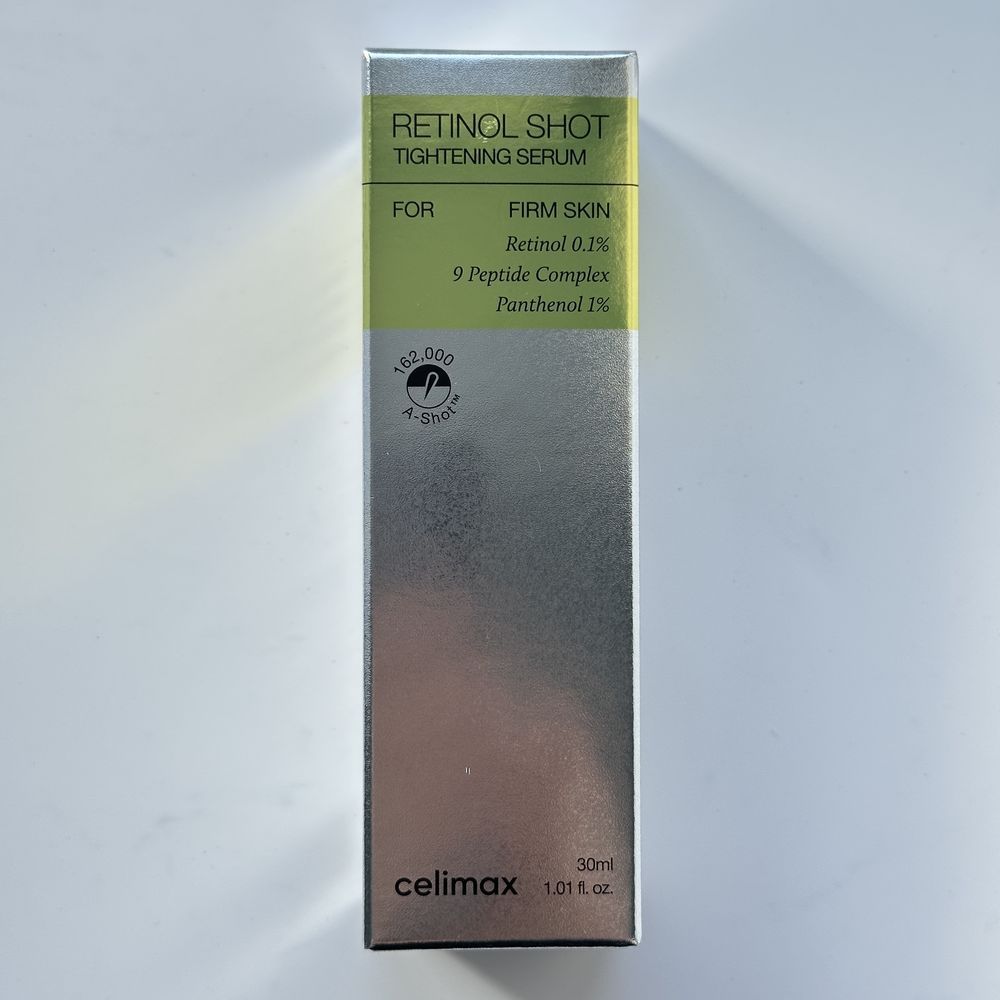 RETINOL SHOT
TIGHTENING SERUM
FOR FIRM SKIN
Retinol 0.1%
9 Peptide Complex
Panthenol 1%
162,000
A-Shot™
30ml
celimax 1.01 fl. oz.